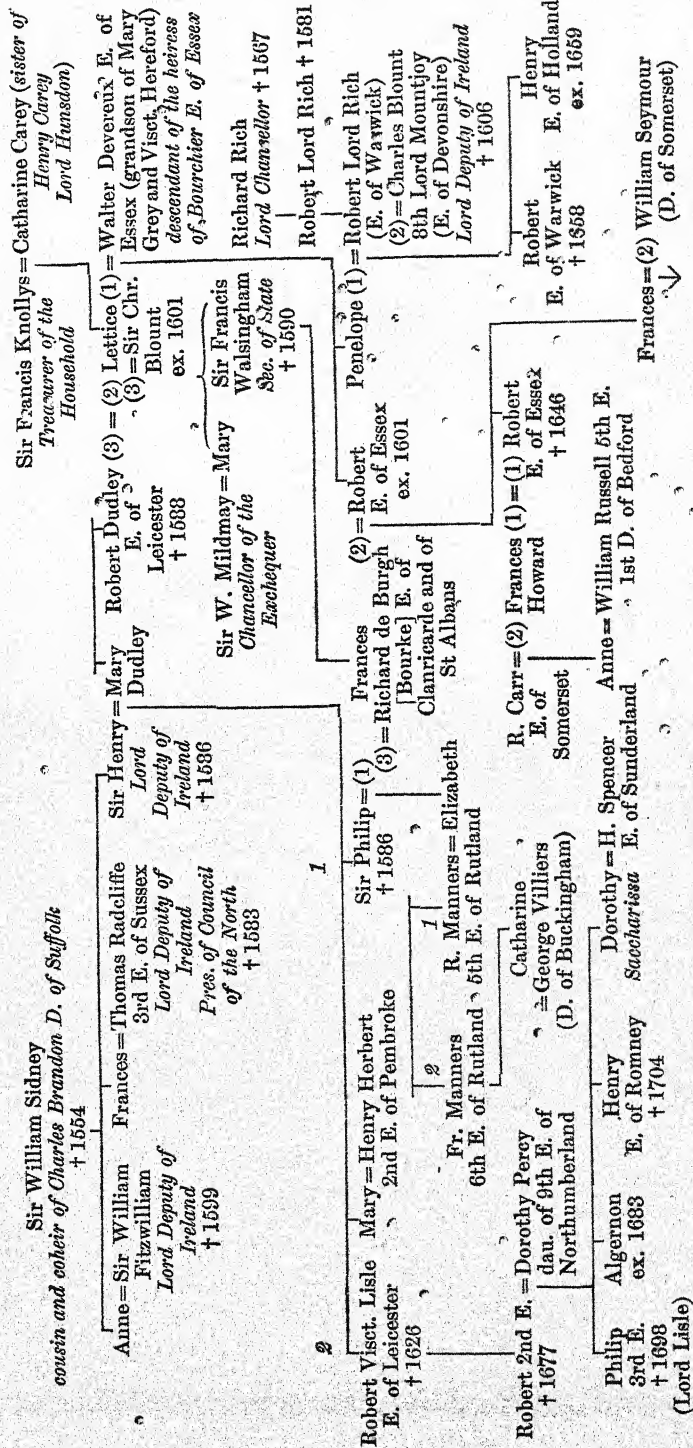 Sir William Sidney
cousin and coheir of Charles Brandon D. of Suffolk
†1554
Sir Francis Knollys=Catharine Carey (sister of
Treasurer of the
Household
Henry Carey
Lord Hunsdon)
Anne=Sir William
Fitzwilliam
Lord Deputy of
Ireland
†1599
Frances=Thomas Radcliffe
3rd E. of Sussex
Lord Deputy of
Ireland
Pres. of Council
of the North
†1583
Sir Henry=Mary
Lord
Deputy of
Ireland
†1586
Dudley
Robert Dudley (3)=(2) Lettice (1)=Walter Devereux E. of
E. of
Leicester
†1588
(3)=Sir Chr.
Blount
ex. 1601
Essex (grandson of Mary
Grey and Visct. Hereford)
descendant of the heiress
of Bourchier E. of Essex
Sir W. Mildmay=Mary
Chancellor of the
Exchequer
Sir Francis
Walsingham
Sec. of State
†1590
Richard Rich
Lord Chancellor †1567
Robert Lord Rich †1581
2
1
Robert Visct. Lisle
E. of Leicester
†1626
Mary=Henry Herbert
2nd E. of Pembroke
Sir Philip=(1)
†1586
Frances
(2)=Robert
E. of Essex
ex. 1601
(3)=Richard de Burgh
[Bourke] E. of
Clanricarde and of
St Albans
Penelope (1)=Robert Lord Rich
(E. of Warwick)
(2)=Charles Blount
8th Lord Mountjoy
(E. of Devonshire)
Lord Deputy of Ireland
†1606
2
1
Fr. Manners
6th E. of Rutland
R. Manners=Elizabeth
5th E. of Rutland
R. Carr=(2) Frances (1)=(1) Robert
E. of
Somerset
Howard
E. of Essex
†1646
Robert
E. of Warwick
†1658
Henry
E. of Holland
ex. 1659
Robert 2nd E.=Dorothy Percy
†1677
dau. of 9th E. of
Northumberland
Catharine
=George Villiers
(D. of Buckingham)
Frances=(2) William Seymour
(D. of Somerset)
Philip
3rd E.
†1698
(Lord Lisle)
Algernon
ex. 1683
Henry
E. of Romney
†1704
Dorothy=H. Spencer
Saccharissa
E. of Sunderland
Anne=William Russell 5th E.
1st D. of Bedford